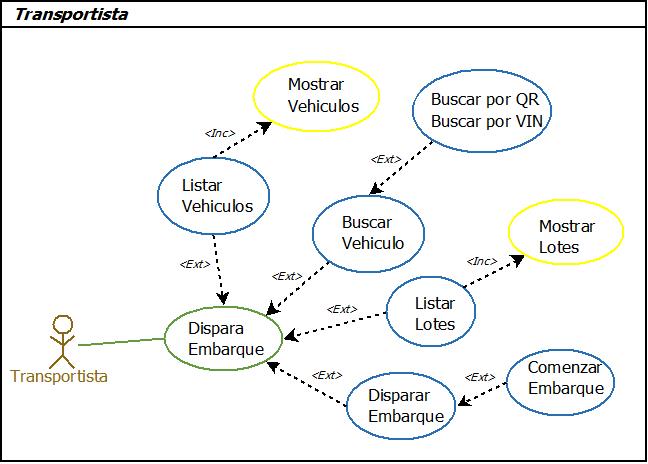 Transportista
Mostrar
Vehiculos
Buscar por QR
Buscar por VIN
<Inc>
<Ext>
Listar
Vehiculos
Buscar
Vehiculo
Mostrar
Lotes
<Ext>
<Ext>
<Inc>
<Ext>
Listar
Lotes
Dispara
Embarque
Transportista
<Ext>
Disparar
Embarque
<Ext>
Comenzar
Embarque